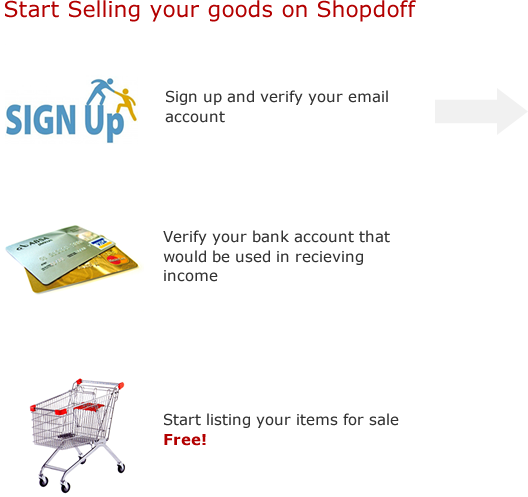 Start Selling your goods on Shopdoff
SIGN Up
Sign up and verify your email
account
ABSA
VISA
Verify your bank account that
would be used in recieving
income
Start listing your items for sale
Free!